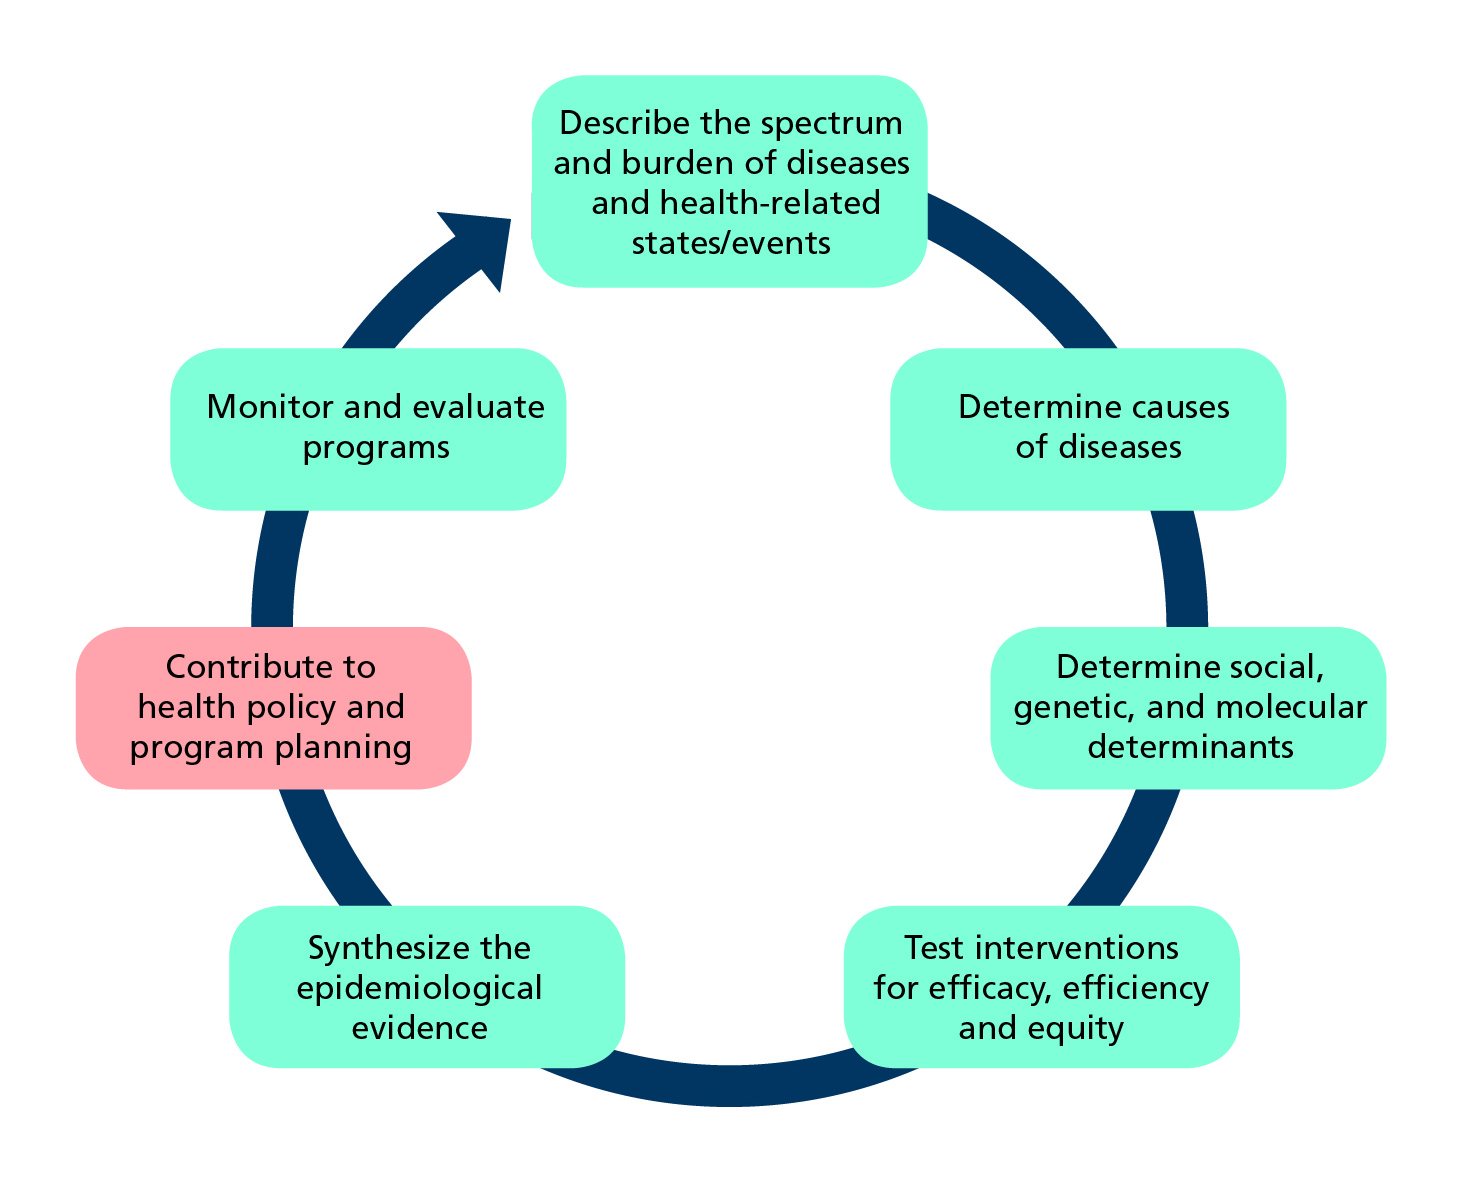 Describe the spectrum
and burden of diseases
and health-related
states/events
Determine causes
of diseases
Determine social,
genetic, and molecular
determinants
Test interventions
for efficacy, efficiency
and equity
Synthesize the
epidemiological
evidence
Contribute to
health policy and
program planning
Monitor and evaluate
programs